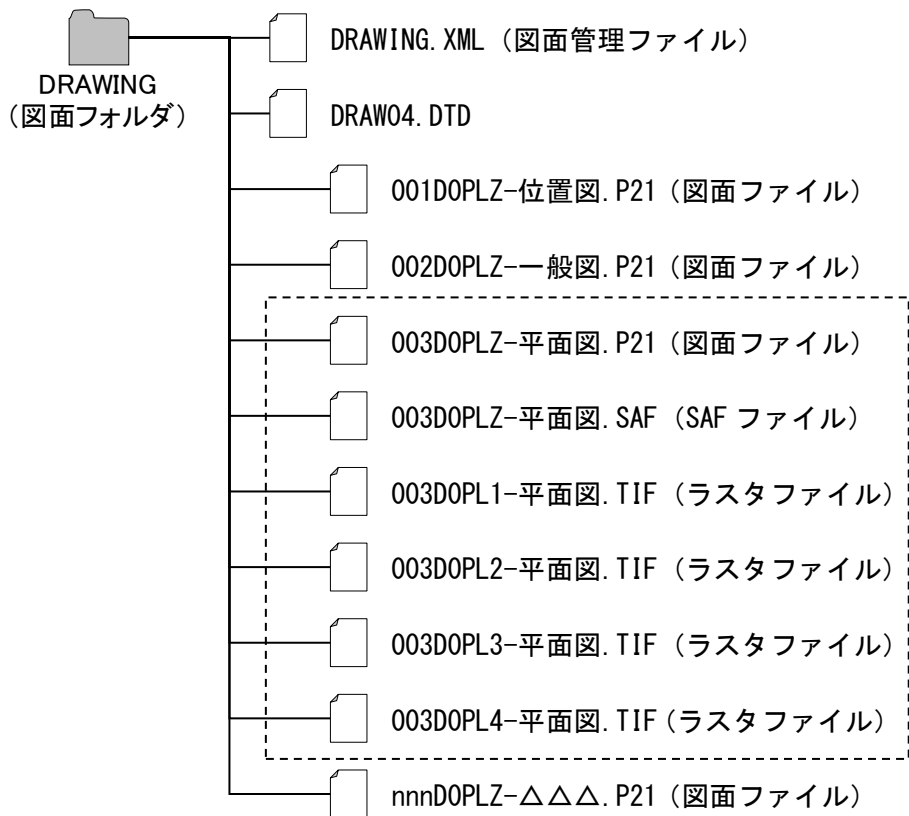 DRAWING
(図面フォルダ)
DRAWING.XML (図面管理ファイル)
DRAW04.DTD
001D0PLZ-位置図.P21 (図面ファイル)
002D0PLZ-一般図.P21 (図面ファイル)
003D0PLZ-平面図.P21 (図面ファイル)
003D0PLZ-平面図.SAF (SAF ファイル)
003D0PL1-平面図.TIF (ラスタファイル)
003D0PL2-平面図.TIF (ラスタファイル)
003D0PL3-平面図.TIF (ラスタファイル)
003D0PL4-平面図.TIF (ラスタファイル)
nnnD0PLZ-△△△.P21 (図面ファイル)